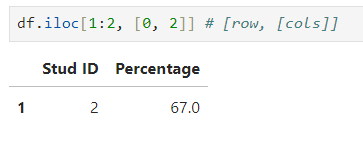 df.iloc[1:2, [0, 2]] # [row, [cols]]
Stud ID Percentage
1 2 67.0